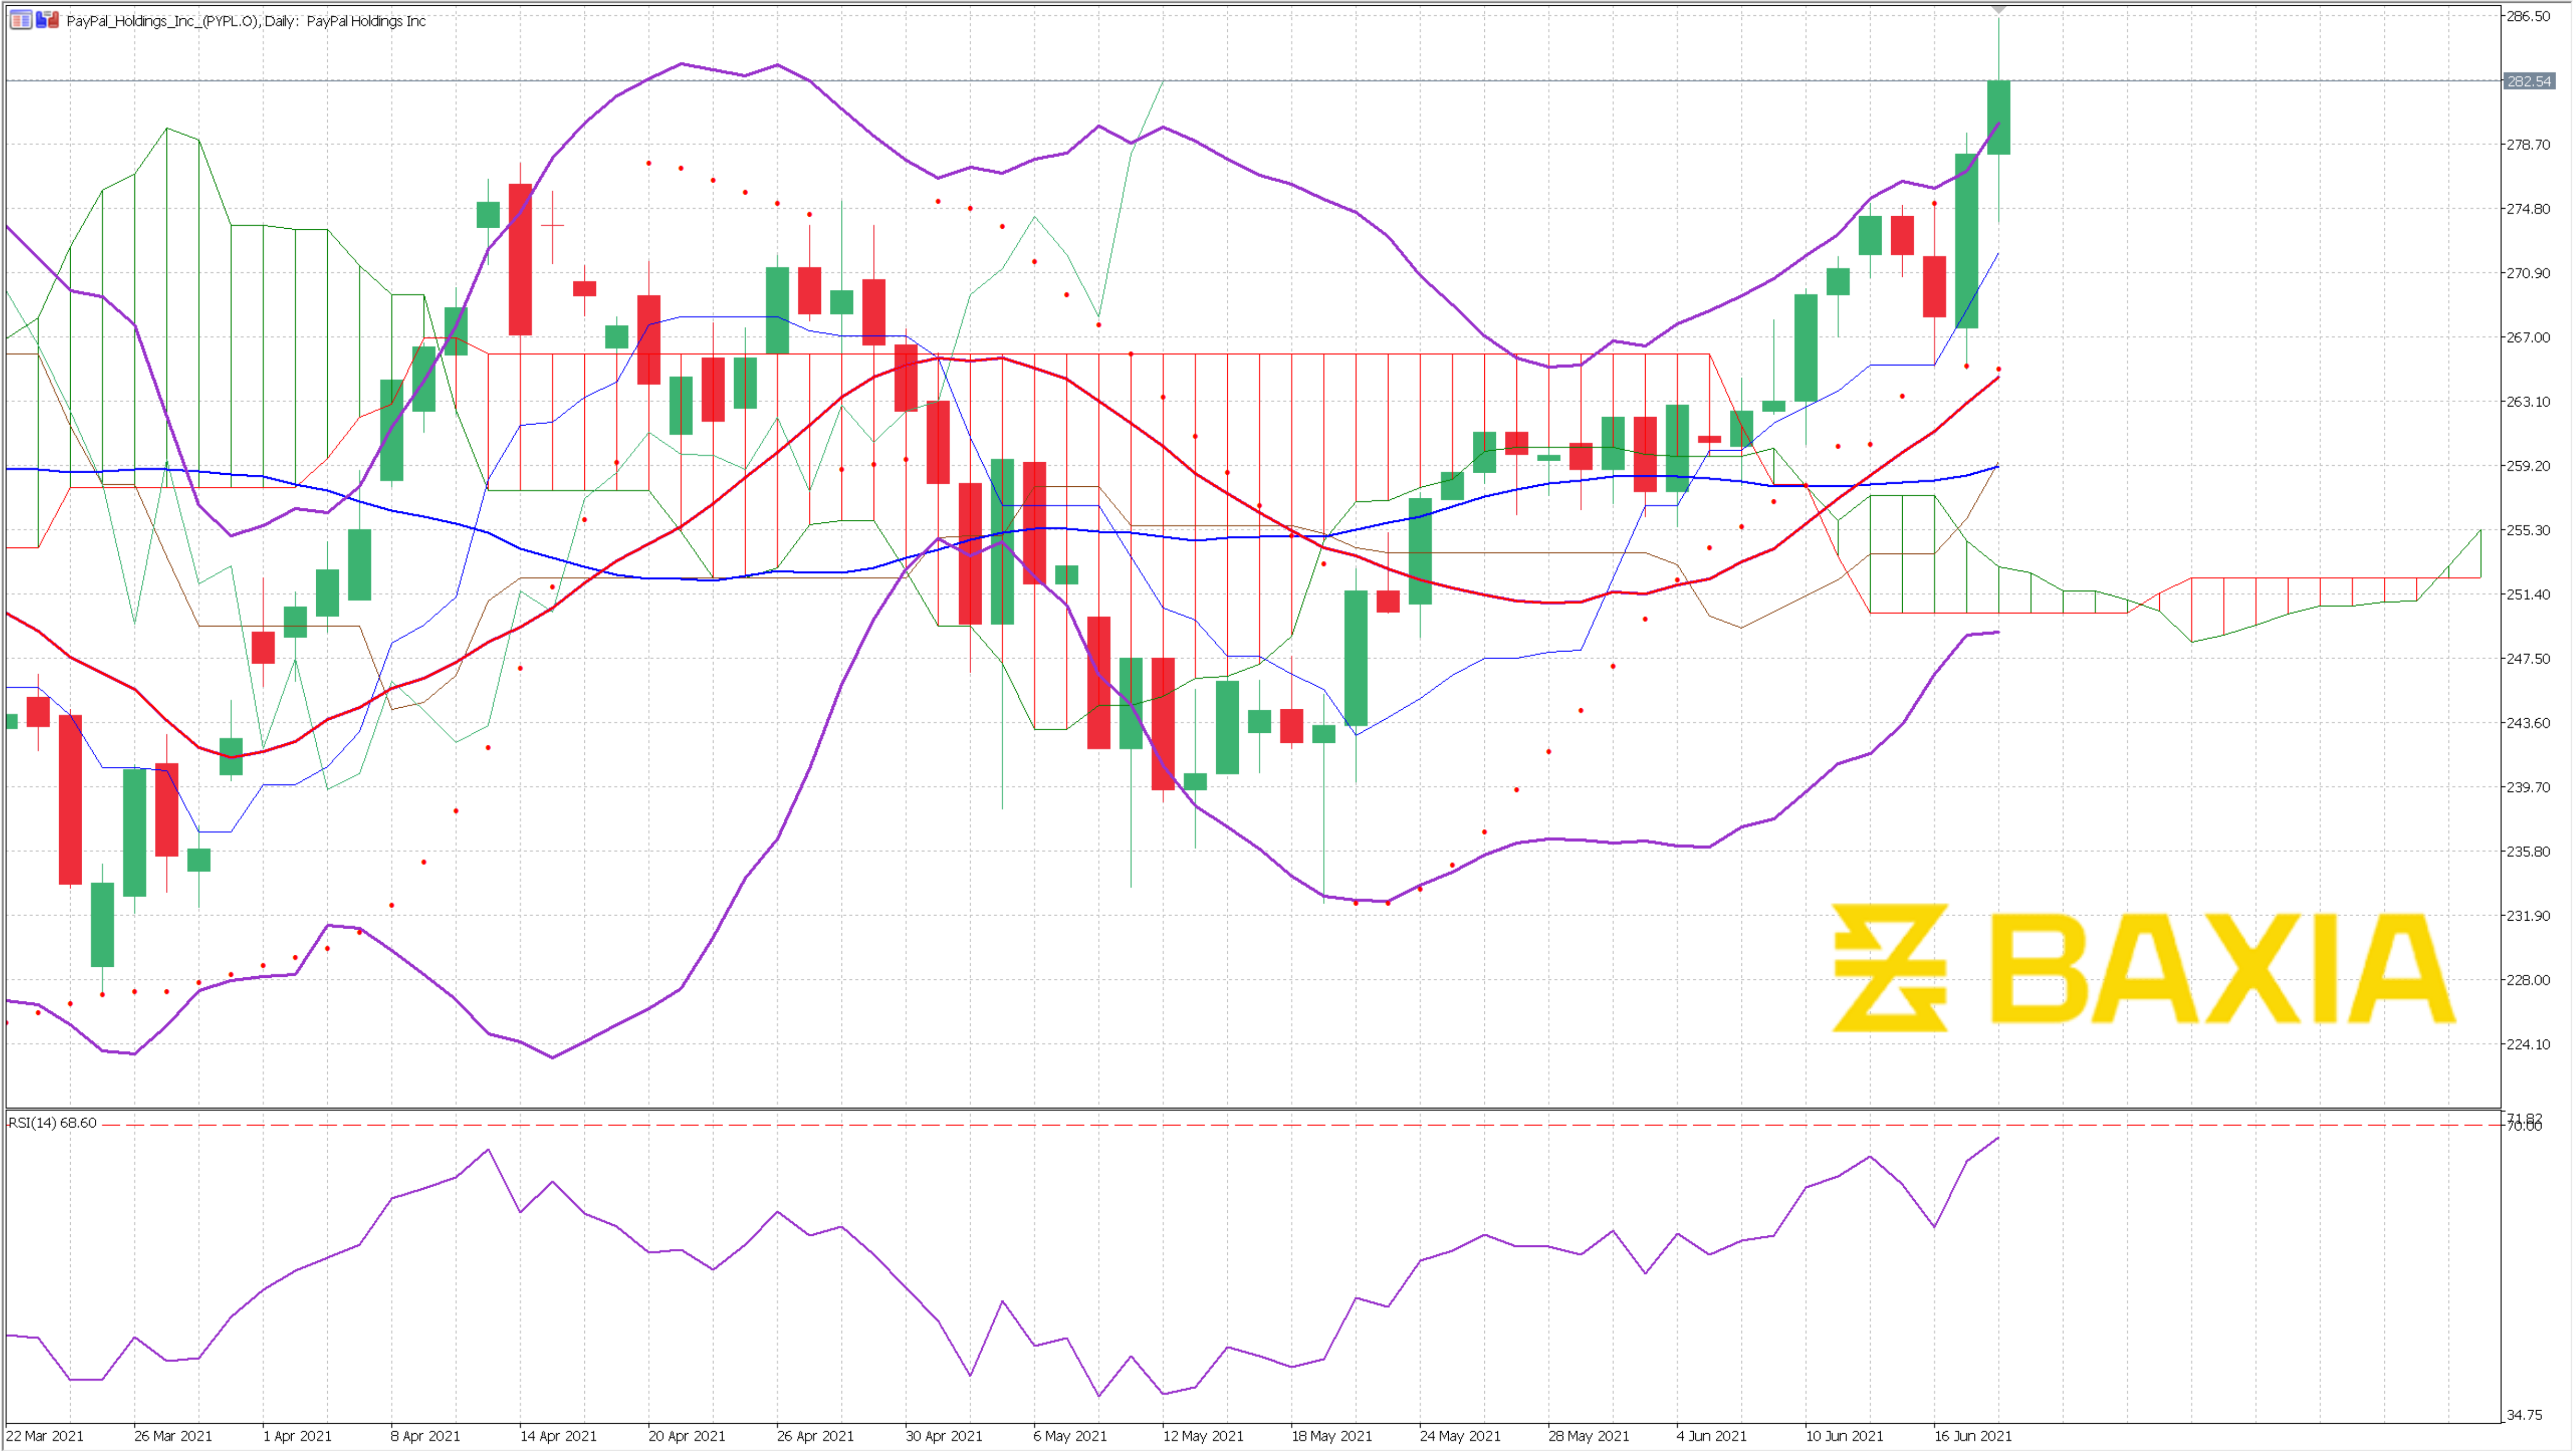 PayPal_Holdings_Inc_(PYPL.O), Daily: PayPal Holdings Inc
286.50
282.54
278.70
274.80
270.90
267.00
263.10
259.20
255.30
251.40
247.50
243.60
239.70
235.80
231.90
228.00
224.10
BAXIA
RSI(14) 68.60
71.82
70.00
34.75
22 Mar 2021
26 Mar 2021
1 Apr 2021
8 Apr 2021
14 Apr 2021
20 Apr 2021
26 Apr 2021
30 Apr 2021
6 May 2021
12 May 2021
18 May 2021
24 May 2021
28 May 2021
4 Jun 2021
10 Jun 2021
16 Jun 2021